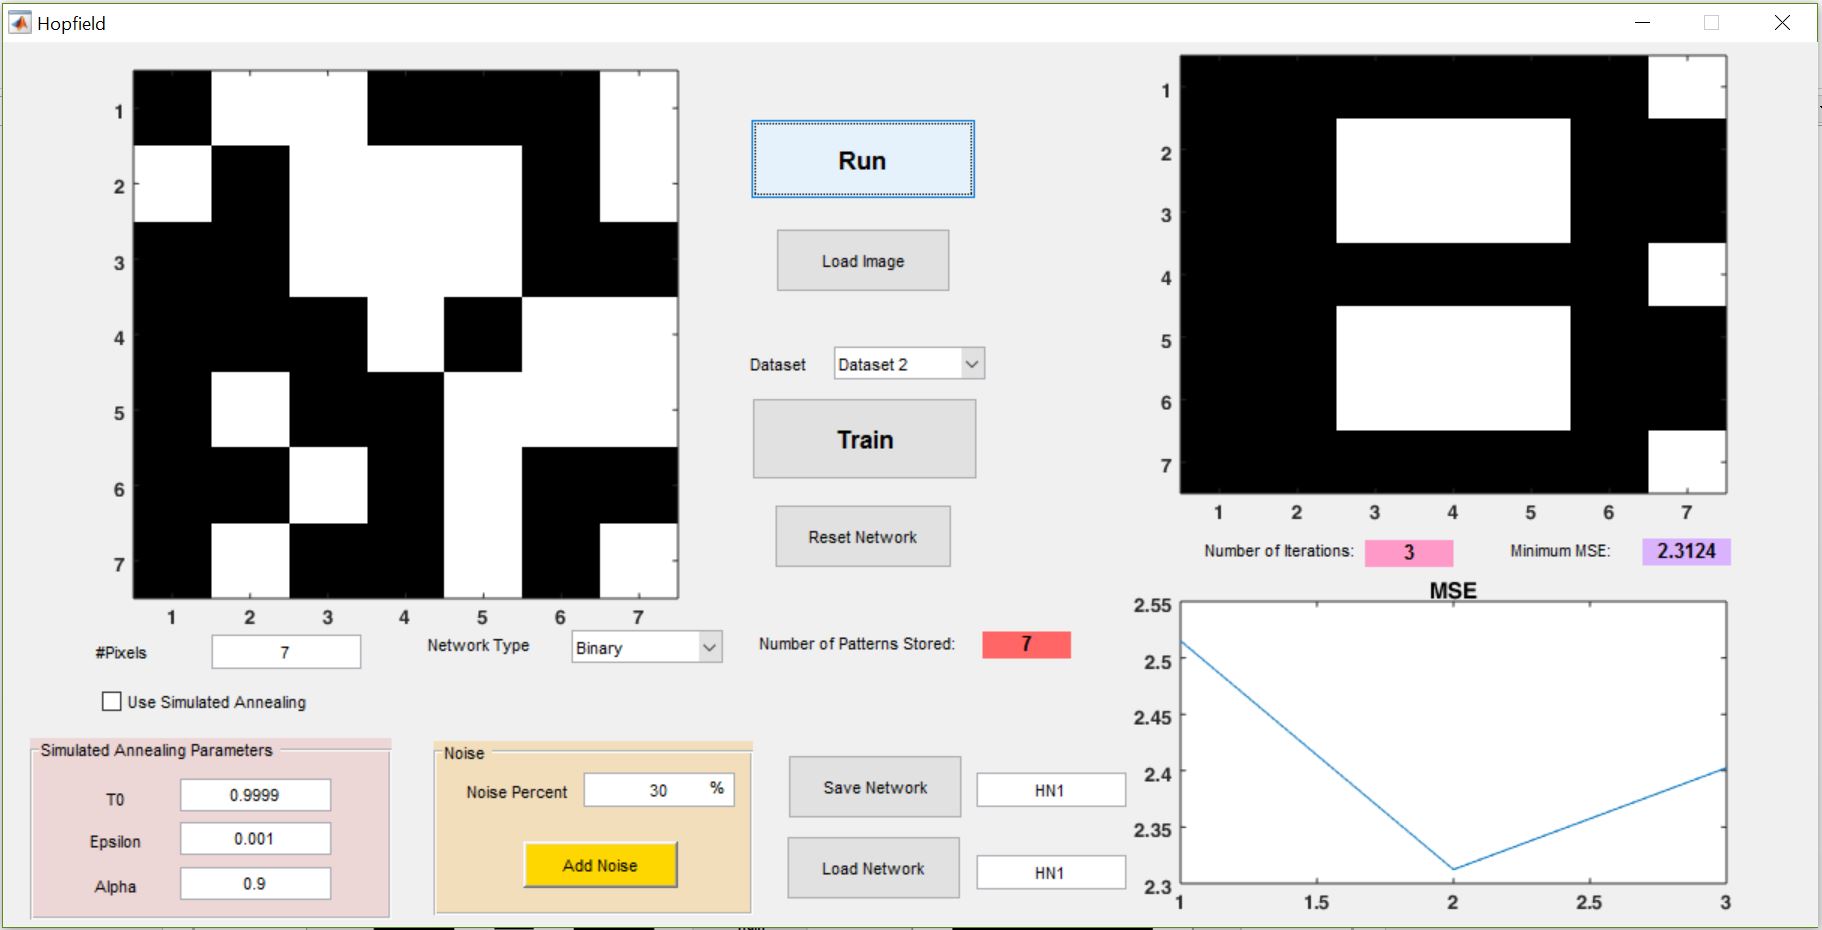 Hopfield
1
2
3
4
5
6
7
1 2 3 4 5 6 7
#Pixels 7
Network Type Binary
Use Simulated Annealing
Simulated Annealing Parameters
T0 0.9999
Epsilon 0.001
Alpha 0.9
Noise
Noise Percent 30 %
Add Noise
Run
Load Image
Dataset Dataset 2
Train
Reset Network
Number of Patterns Stored: 7
Save Network HN1
Load Network HN1
1
2
3
4
5
6
7
1 2 3 4 5 6 7
Number of Iterations: 3 Minimum MSE: 2.3124
MSE
2.55
2.5
2.45
2.4
2.35
2.3
1 1.5 2 2.5 3